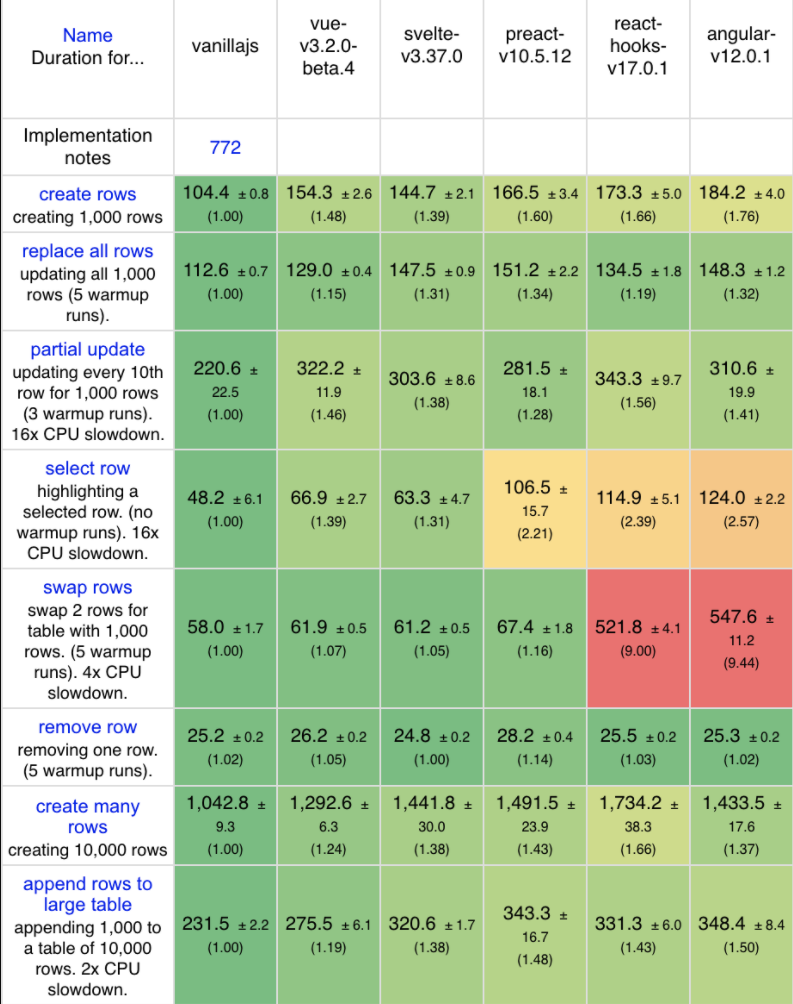 Name
Duration for...
vanillajs
vue-
v3.2.0-
beta.4
svelte-
v3.37.0
preact-
v10.5.12
react-
hooks-
v17.0.1
angular-
v12.0.1
Implementation
notes
772
create rows
creating 1,000 rows
104.4 ± 0.8
(1.00)
154.3 ± 2.6
(1.48)
144.7 ± 2.1
(1.39)
166.5 ± 3.4
(1.60)
173.3 ± 5.0
(1.66)
184.2 ± 4.0
(1.76)
replace all rows
updating all 1,000
rows (5 warmup
runs).
112.6 ± 0.7
(1.00)
129.0 ± 0.4
(1.15)
147.5 ± 0.9
(1.31)
151.2 ± 2.2
(1.34)
134.5 ± 1.8
(1.19)
148.3 ± 1.2
(1.32)
partial update
updating every 10th
row for 1,000 rows
(3 warmup runs).
16x CPU slowdown.
220.6 ±
22.5
(1.00)
322.2 ±
11.9
(1.46)
303.6 ± 8.6
(1.38)
281.5 ±
18.1
(1.28)
343.3 ± 9.7
(1.56)
310.6 ±
19.9
(1.41)
select row
highlighting a
selected row. (no
warmup runs). 16x
CPU slowdown.
48.2 ± 6.1
(1.00)
66.9 ± 2.7
(1.39)
63.3 ± 4.7
(1.31)
106.5 ±
15.7
(2.21)
114.9 ± 5.1
(2.39)
124.0 ± 2.2
(2.57)
swap rows
swap 2 rows for
table with 1,000
rows. (5 warmup
runs). 4x CPU
slowdown.
58.0 ± 1.7
(1.00)
61.9 ± 0.5
(1.07)
61.2 ± 0.5
(1.05)
67.4 ± 1.8
(1.16)
521.8 ± 4.1
(9.00)
547.6 ±
11.2
(9.44)
remove row
removing one row.
(5 warmup runs).
25.2 ± 0.2
(1.02)
26.2 ± 0.2
(1.05)
24.8 ± 0.2
(1.00)
28.2 ± 0.4
(1.14)
25.5 ± 0.2
(1.03)
25.3 ± 0.2
(1.02)
create many
rows
creating 10,000 rows
1,042.8 ±
9.3
(1.00)
1,292.6 ±
6.3
(1.24)
1,441.8 ±
30.0
(1.38)
1,491.5 ±
23.9
(1.43)
1,734.2 ±
38.3
(1.66)
1,433.5 ±
17.6
(1.37)
append rows to
large table
appending 1,000 to
a table of 10,000
rows. 2x CPU
slowdown.
231.5 ± 2.2
(1.00)
275.5 ± 6.1
(1.19)
320.6 ± 1.7
(1.38)
343.3 ±
16.7
(1.48)
331.3 ± 6.0
(1.43)
348.4 ± 8.4
(1.50)